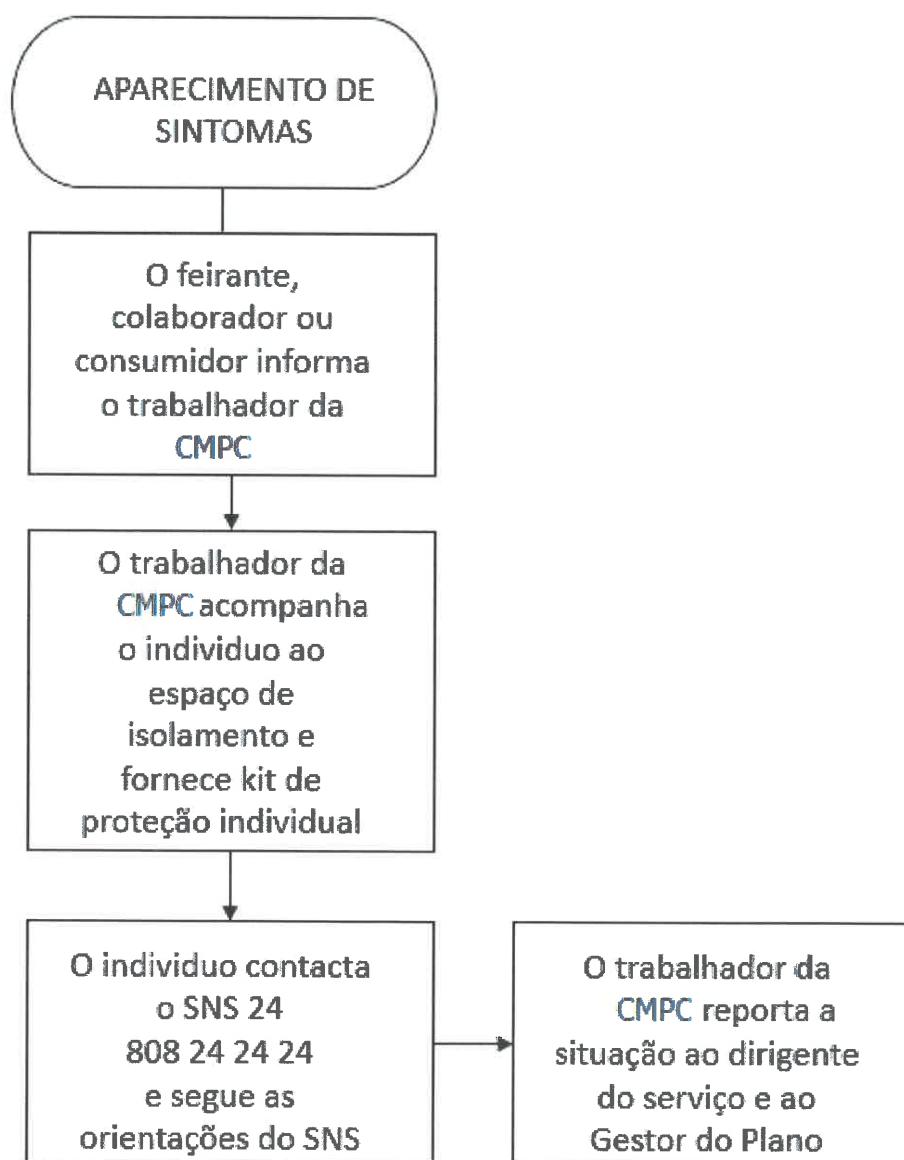 APARECIMENTO DE
SINTOMAS
O feirante,
colaborador ou
consumidor informa
o trabalhador da
CMPC
O trabalhador da
CMPC acompanha
o individuo ao
espaço de
isolamento e
fornece kit de
proteção individual
O individuo contacta
o SNS 24
808 24 24 24
e segue as
orientações do SNS
O trabalhador da
CMPC reporta a
situação ao dirigente
do serviço e ao
Gestor do Plano